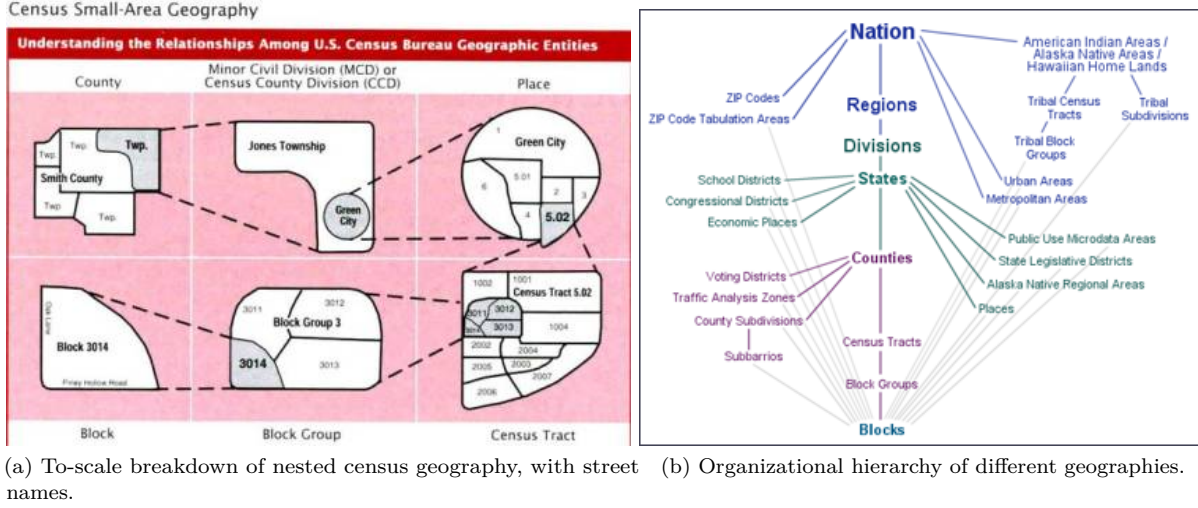 Census Small-Area Geography
Understanding the Relationships Among U.S. Census Bureau Geographic Entities
County
Minor Civil Division (MCD) or
Census County Division (CCD)
Place
Twp.
Twp.
Twp.
Smith County
Twp.
Twp.
Jones Township
Green
City
1
Green City
5.01
6
2
3
4
5.02
Oak Lane
Block 3014
Piney Hollow Road
3011
3012
Block Group 3
3014
3013
1002
1001
Census Tract 5.02
3011
3012
3014
3013
1004
2002
2004
2005
2003
2007
2006
Block
Block Group
Census Tract
(a) To-scale breakdown of nested census geography, with street
names.
Nation
American Indian Areas /
Alaska Native Areas /
Hawaiian Home Lands
ZIP Codes
Regions
Tribal Census
Tracts
Tribal
Subdivisions
ZIP Code Tabulation Areas
Divisions
Tribal Block
Groups
School Districts
States
Urban Areas
Congressional Districts
Metropolitan Areas
Economic Places
Public Use Microdata Areas
Counties
State Legislative Districts
Voting Districts
Alaska Native Regional Areas
Traffic Analysis Zones
Places
County Subdivisions
Census Tracts
Subbarrios
Block Groups
Blocks
(b) Organizational hierarchy of different geographies.